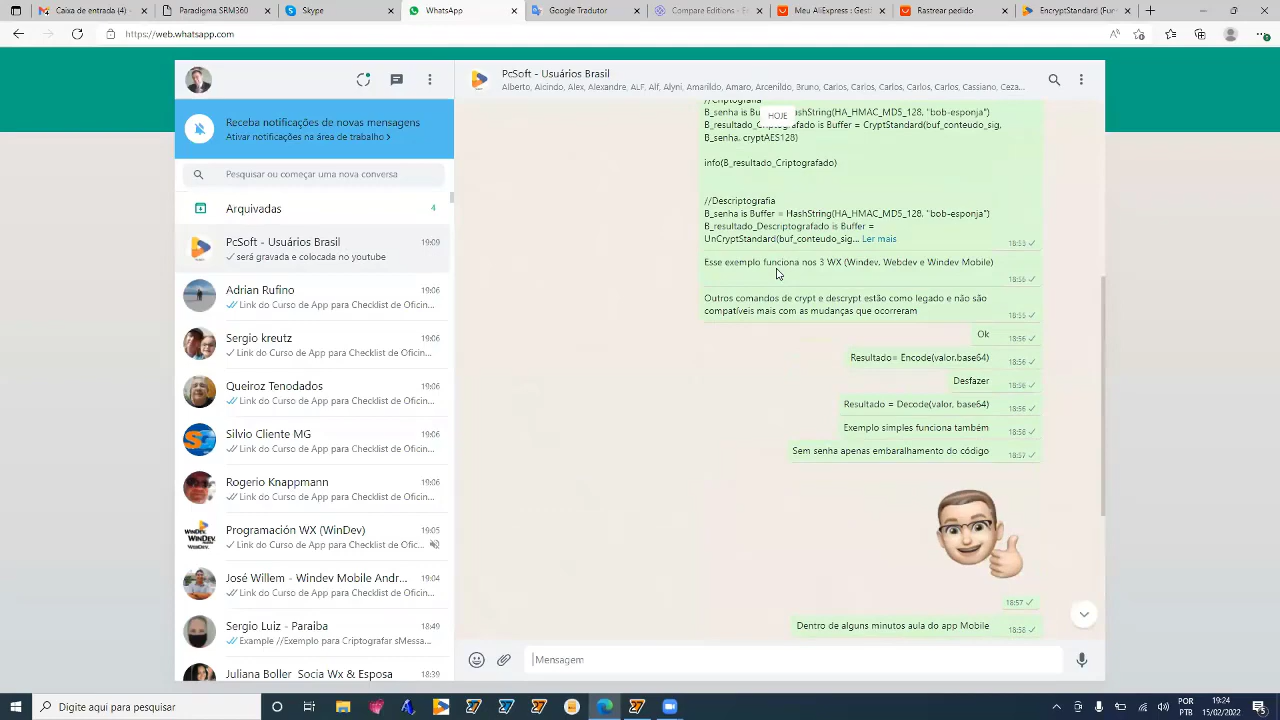 Caixa de entrada (4) -
Paradigma SRM360
Skype
WhatsApp
Google Tradutor
Compare Editions - E
Meu AliExpress : Gesti
Rastrear pedido
EncryptStandard (Fun
https://web.whatsapp.com
Receba notificações de novas mensagens
Ativar notificações na área de trabalho
Pesquisar ou começar uma nova conversa
Arquivadas
4
PcSoft - Usuários Brasil
19:09
será gravada e colocada no youtube
Adrian Rufino
19:06
Link do Curso de App para Checklist de Oficin...
Sergio kreutz
19:06
Link do Curso de App para Checklist de Oficin...
Queiroz Tenodados
19:06
Link do Curso de App para Checklist de Oficin...
Silvio Cliente MG
19:06
Link do Curso de App para Checklist de Oficin...
Rogerio Knappmann
19:06
Link do Curso de App para Checklist de Oficin...
Programación WX (WinDev)
19:05
Link do Curso de App para Checklist de Ofic...
José Willem - Windev Mobile Andr...
19:04
Link do Curso de App para Checklist de Oficin...
Sergio Luiz - Paraiba
18:49
Example //Exemplo para Criptografar sMessa...
Juliana Boller Socia Wx & Esposa
18:39
PcSoft - Usuários Brasil
Alberto, Alcindo, Alex, Alexandre, ALF, Alf, Alyni, Amarildo, Amaro, Arcenildo, Bruno, Carlos, Carlos, Carlos, Carlos, Carlos, Cassiano, Ceza...
HOJE
//Criptografia
B_senha is Buffer = HashString(HA_HMAC_MD5_128, "bob-esponja")
B_resultado_Criptografado is Buffer = CryptStandard(buf_conteudo_sig,
B_senha, cryptAES128)
info(B_resultado_Criptografado)
//Descriptografia
B_senha is Buffer = HashString(HA_HMAC_MD5_128, "bob-esponja")
B_resultado_Descriptografado is Buffer =
UnCryptStandard(buf_conteudo_sig... Ler mais
18:53
Esse exemplo funciona nos 3 WX (Windev, Webdev e Windev Mobile)
Outros comandos de crypt e descrypt estão como legado e não são
compatíveis mais com as mudanças que ocorreram
18:55
Ok
18:56
Resultado= Encode(valor,base64)
18:56
Desfazer
18:56
Resultado = Decode(valor, base64)
18:56
Exemplo simples funciona também
18:56
Sem senha apenas embaralhamento do código
18:57
18:57
Dentro de alguns minutos aula do app Mobile
18:58
Mensagem
Digite aqui para pesquisar
POR
PTB
19:24
15/02/2022